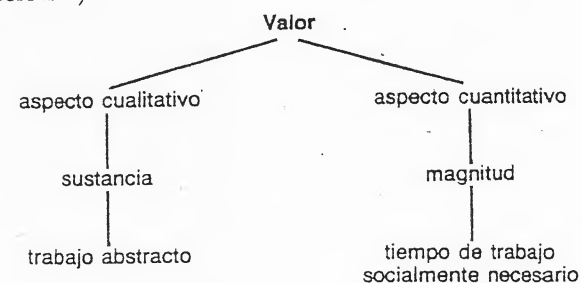 Valor
aspecto cualitativo
aspecto cuantitativo
sustancia
magnitud
trabajo abstracto
tiempo de trabajo
socialmente necesario